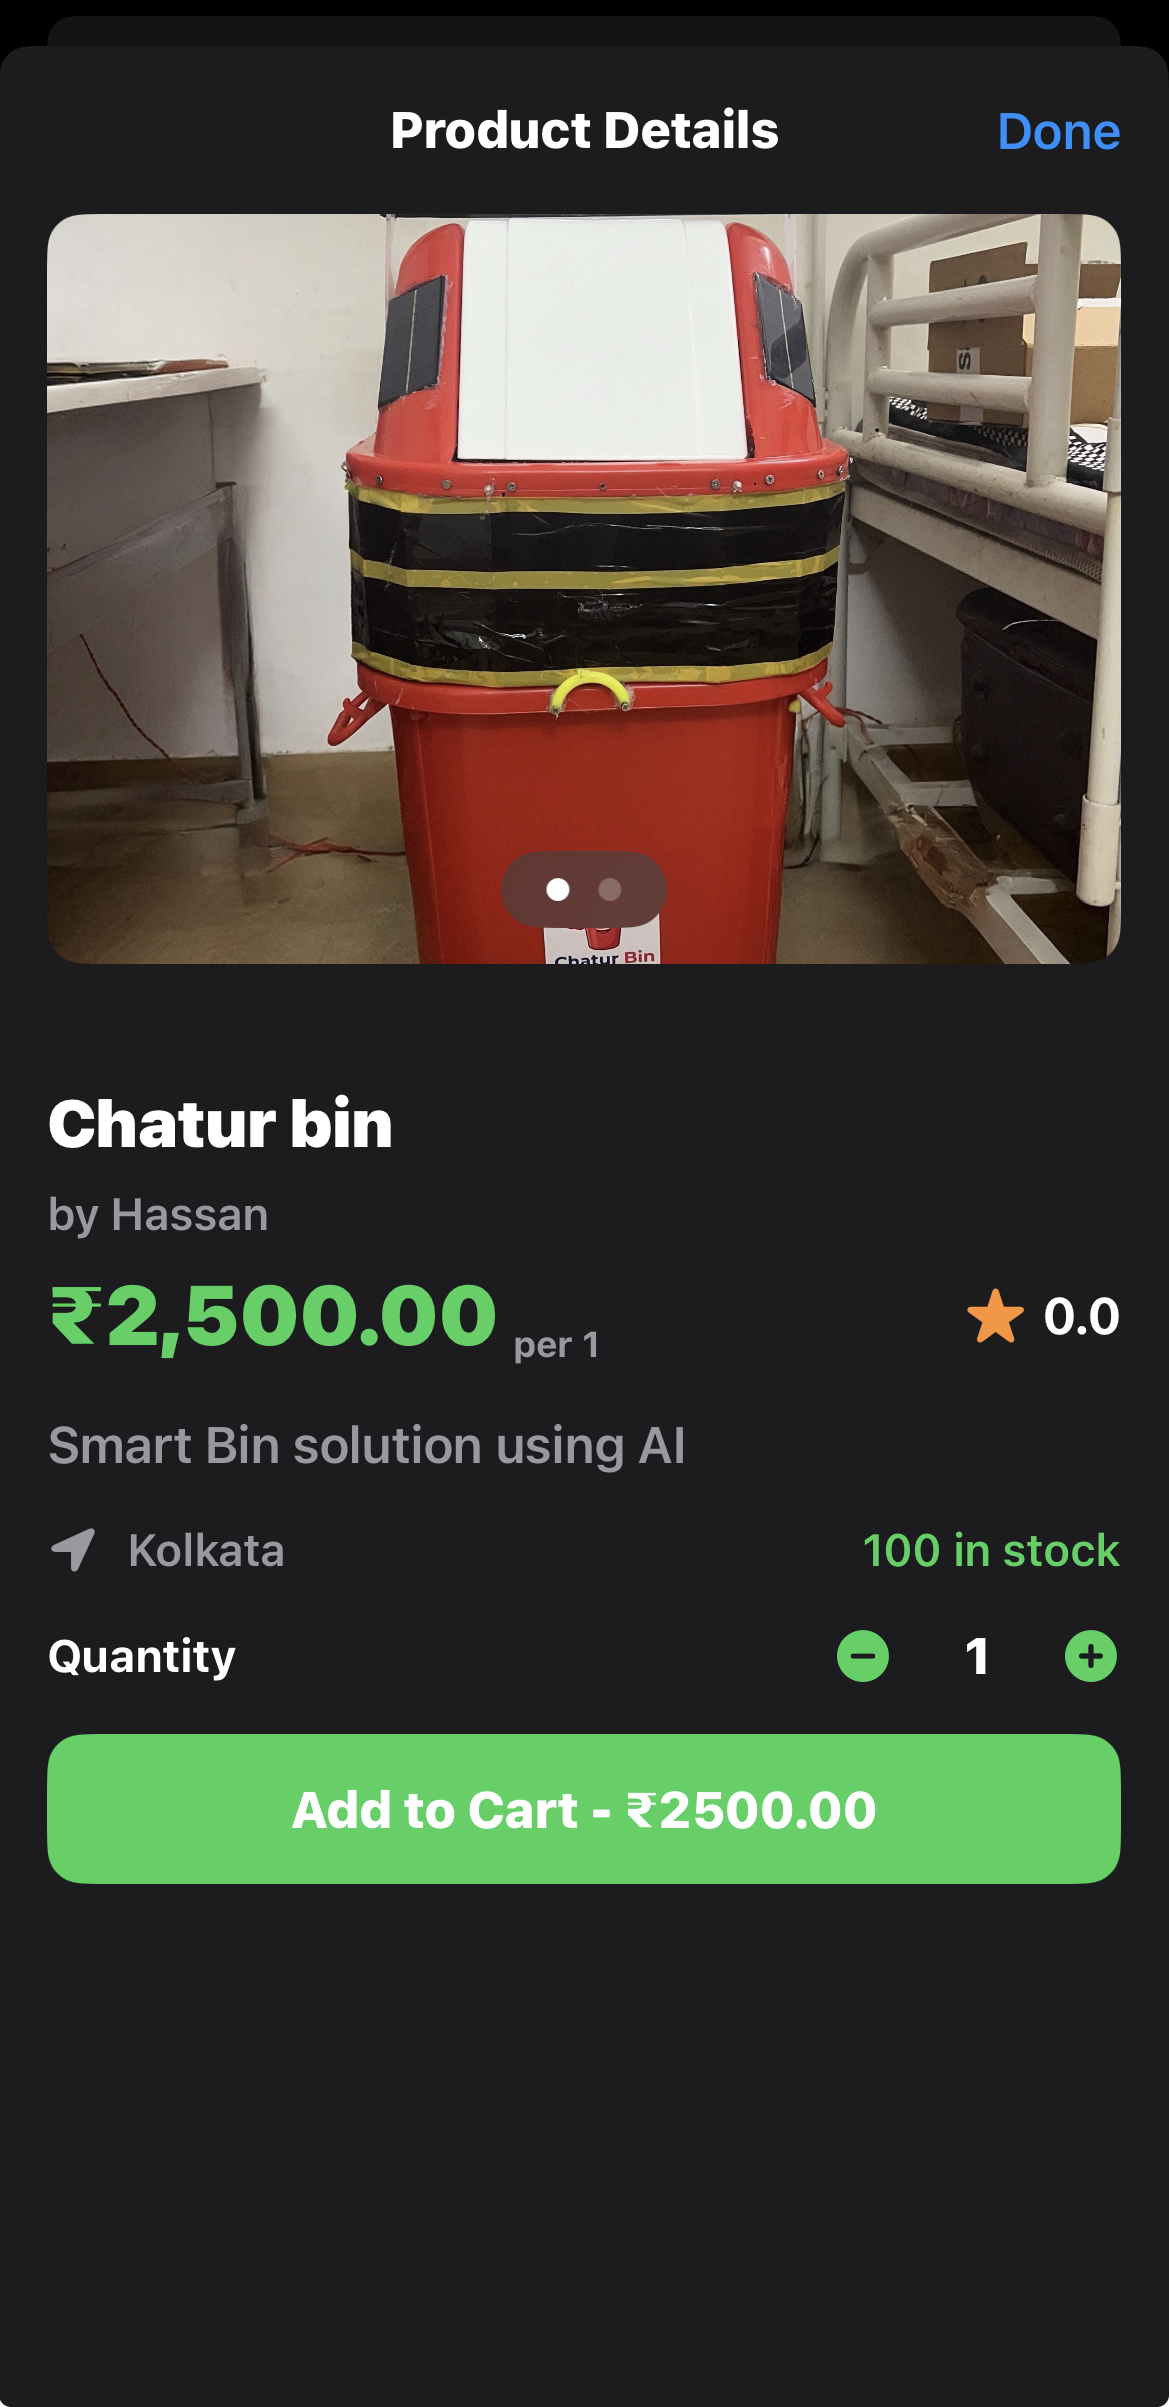 Product Details
Done
Chatur Bin
Chatur bin
by Hassan
₹2,500.00 per 1
0.0
Smart Bin solution using AI
Kolkata
100 in stock
Quantity
1
Add to Cart - ₹2500.00